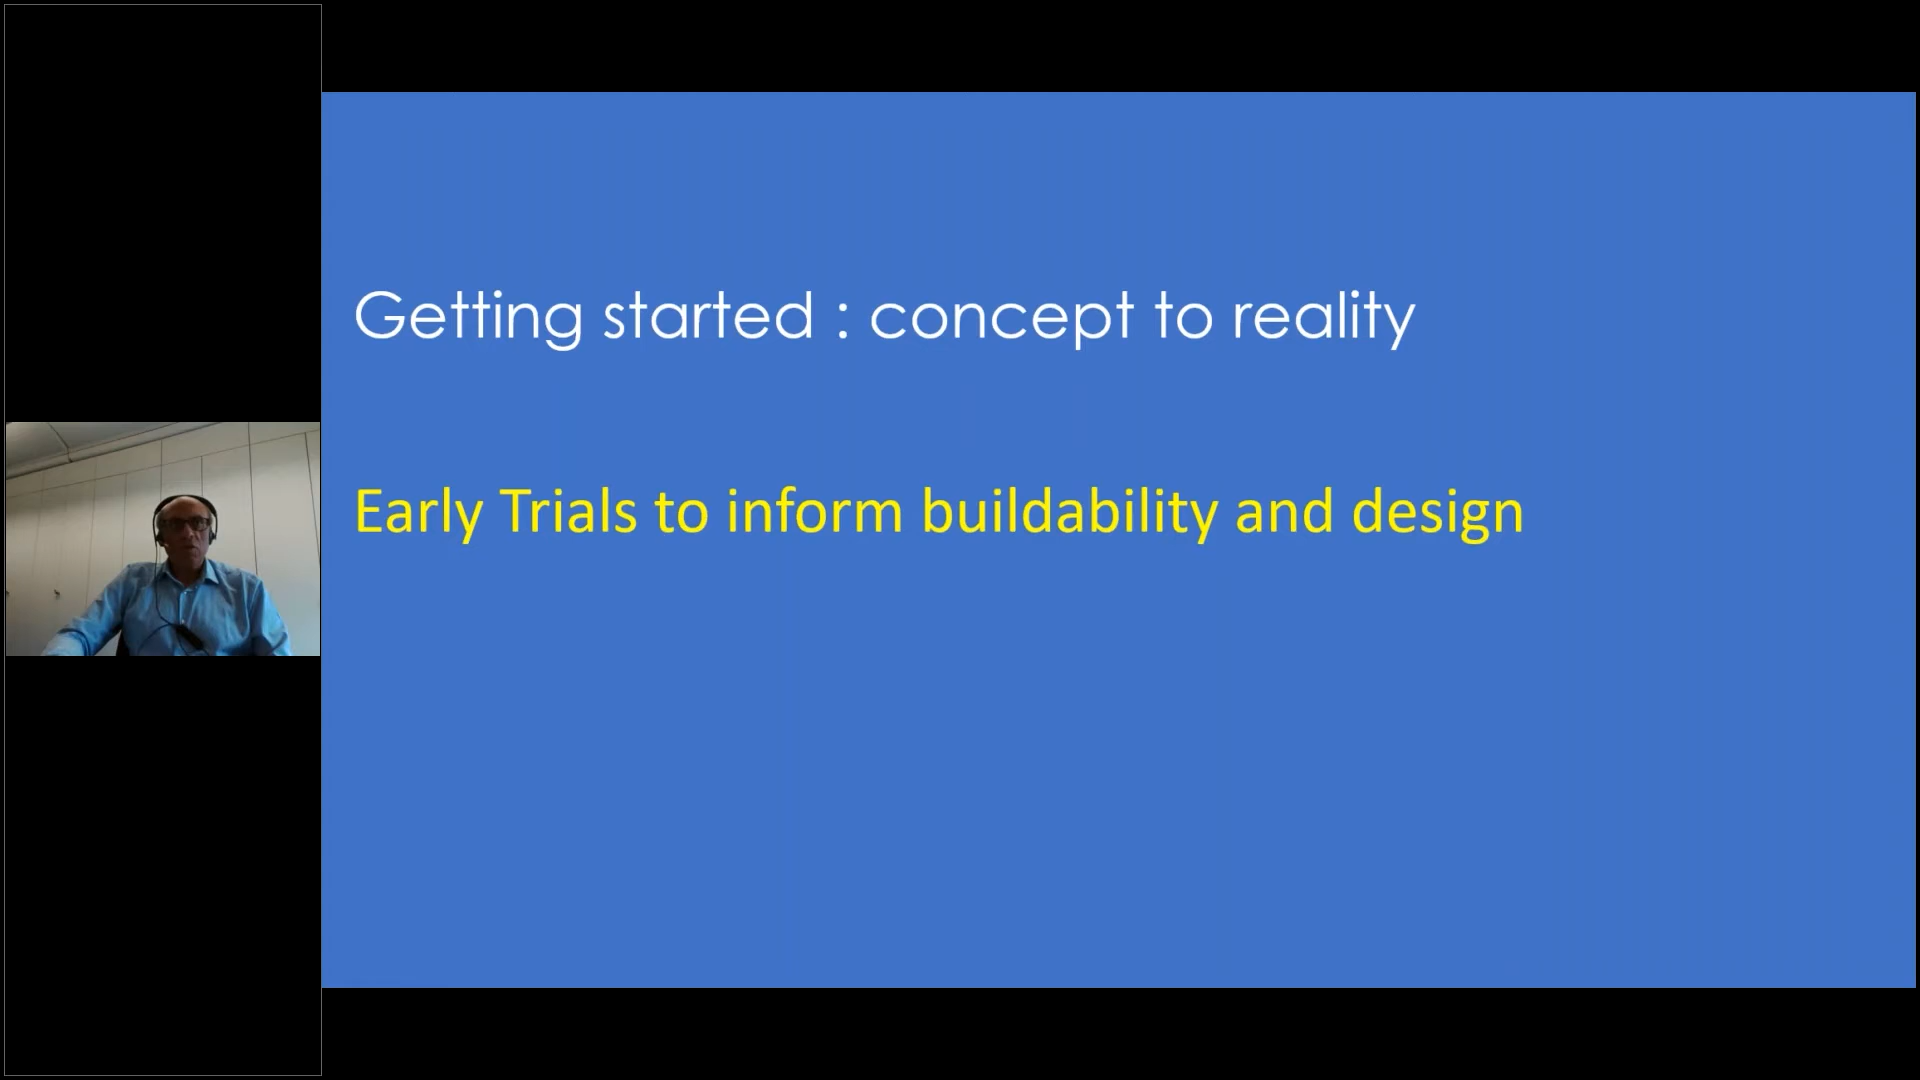 Getting started : concept to reality
Early Trials to inform buildability and design